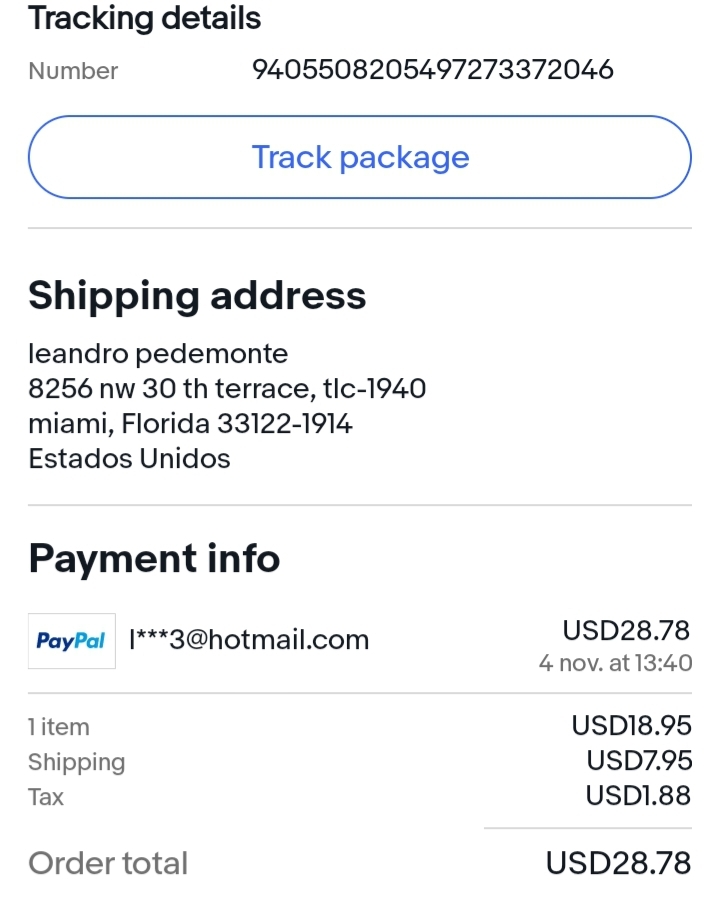 Tracking details
Number 9405508205497273372046
Track package
Shipping address
leandro pedemonte
8256 nw 30 th terrace, tlc-1940
miami, Florida 33122-1914
Estados Unidos
Payment info
PayPal l***3@hotmail.com USD28.78
4 nov. at 13:40
1 item USD18.95
Shipping USD7.95
Tax USD1.88
Order total USD28.78